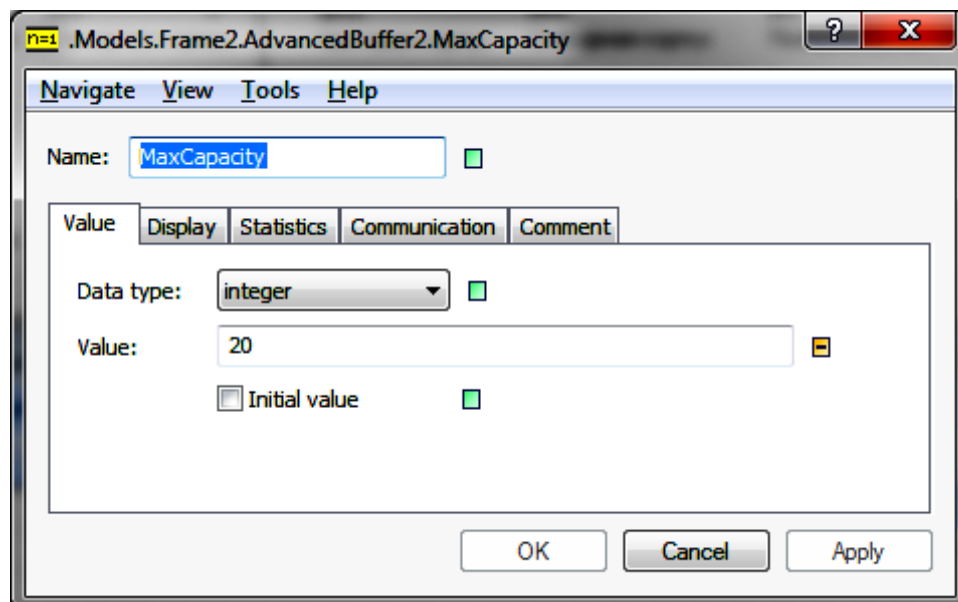 n=1 .Models.Frame2.AdvancedBuffer2.MaxCapacity ? x
Navigate View Tools Help
Name: MaxCapacity
Value Display Statistics Communication Comment
Data type: integer
Value: 20
Initial value
OK Cancel Apply